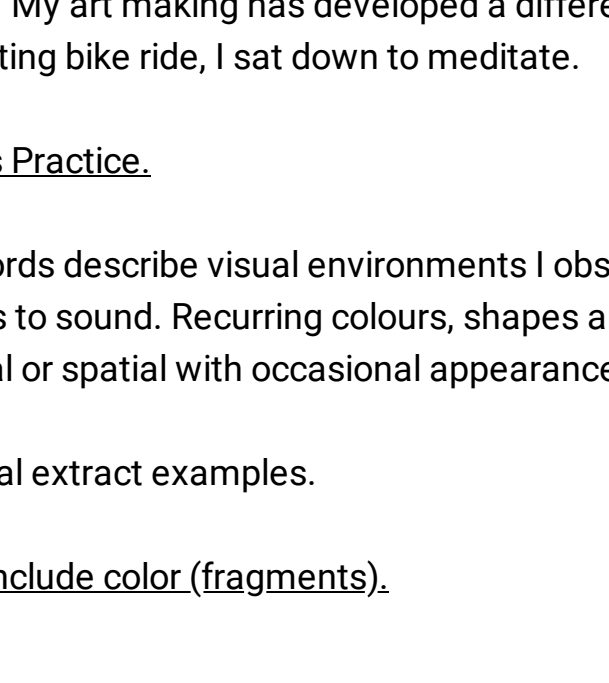 My art making has developed a differe
ting bike ride, I sat down to meditate.
s Practice.
ords describe visual environments I obs
s to sound. Recurring colours, shapes a
al or spatial with occasional appearance
al extract examples.
nclude color (fragments).